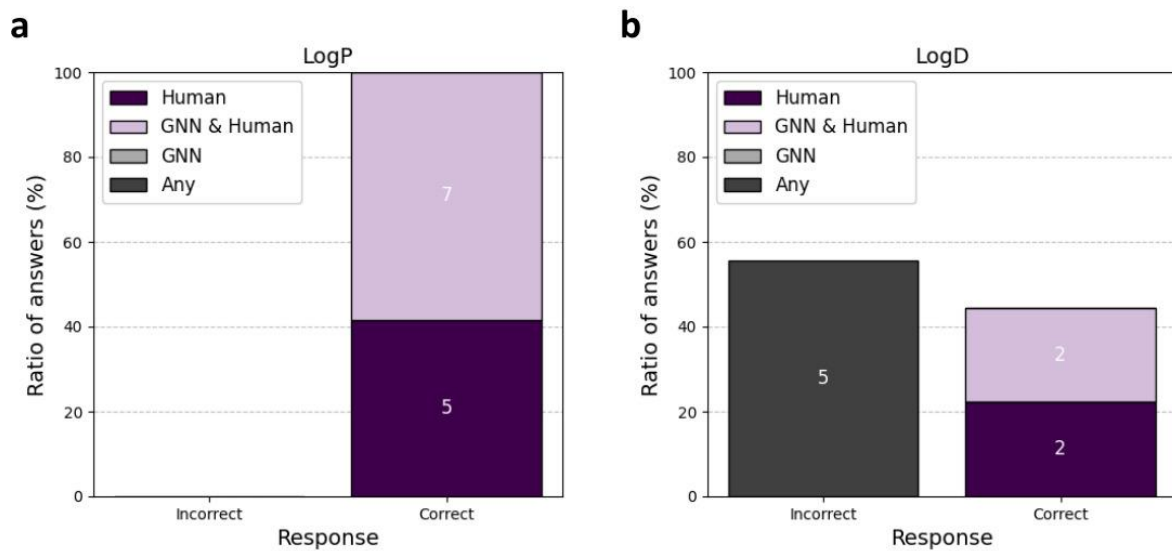 a
LogP
Ratio of answers (%)
100
80
60
40
20
0
Human
GNN & Human
GNN
Any
7
5
Incorrect
Correct
Response
b
LogD
Ratio of answers (%)
100
80
60
40
20
0
Human
GNN & Human
GNN
Any
5
2
2
Incorrect
Correct
Response